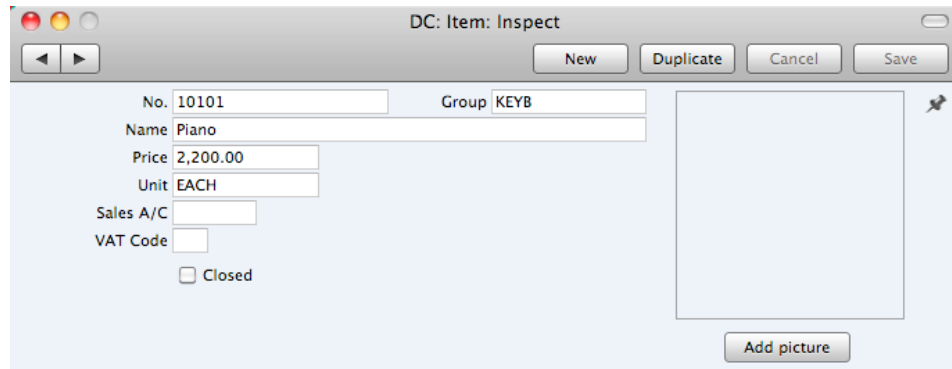 DC: Item: Inspect
◀ ▶ New Duplicate Cancel Save
No. 10101 Group KEYB
Name Piano
Price 2,200.00
Unit EACH
Sales A/C
VAT Code
Closed
Add picture